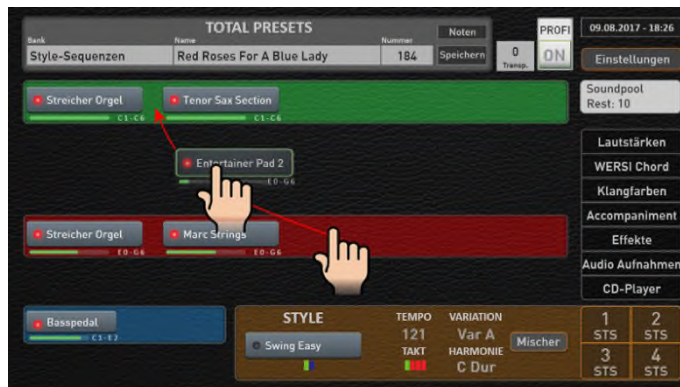 TOTAL PRESETS
Bank
Name
Nummer
Style-Sequenzen
Red Roses For A Blue Lady
184
Noten
Speichern
0
Transp.
PROFI
ON
09.08.2017 - 18:26
Einstellungen
Streicher Orgel
C1-C6
Tenor Sax Section
C1-C6
Soundpool
Rest: 10
Entertainer Pad 2
E0-G6
Lautstärken
WERSI Chord
Klangfarben
Accompaniment
Effekte
Audio Aufnahmen
CD-Player
Streicher Orgel
E0-G6
Marc Strings
E0-G6
Basspedal
C1-E2
STYLE
Swing Easy
TEMPO
121
TAKT
VARIATION
Var A
HARMONIE
C Dur
Mischer
1
STS
2
STS
3
STS
4
STS